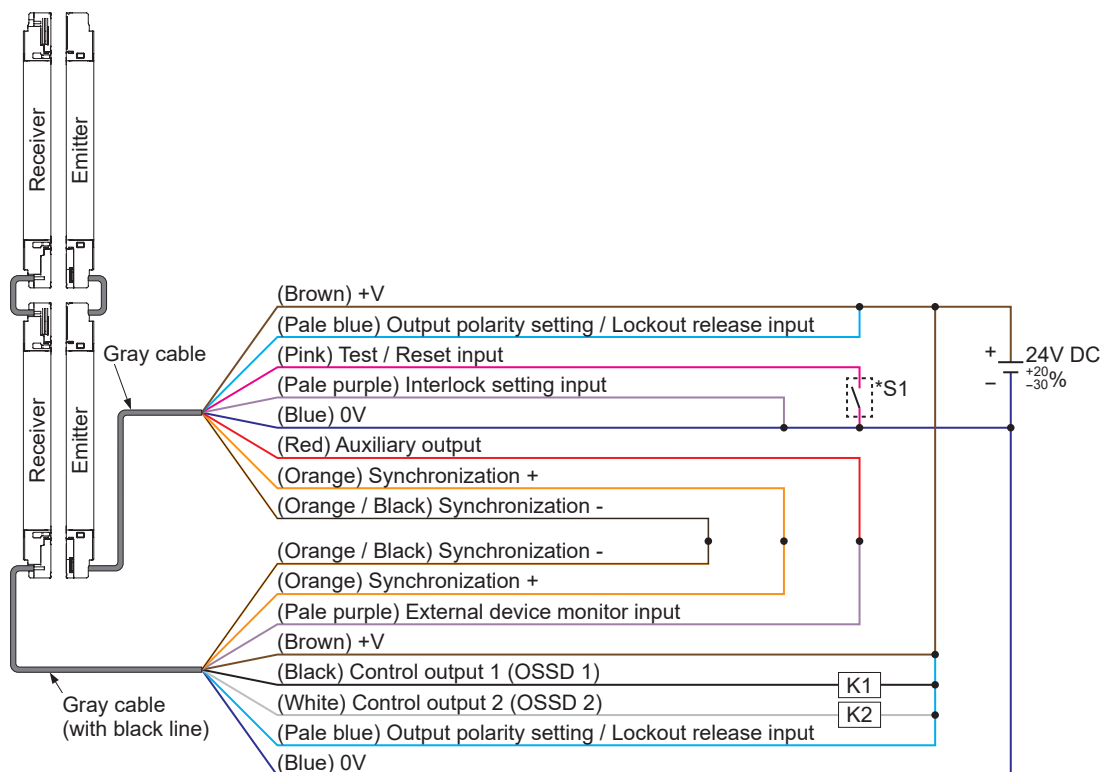 Receiver
Emitter
Gray cable
Receiver
Emitter
(Brown) +V
(Pale blue) Output polarity setting / Lockout release input
(Pink) Test / Reset input
(Pale purple) Interlock setting input
(Blue) 0V
(Red) Auxiliary output
(Orange) Synchronization +
(Orange / Black) Synchronization -
*S1
+
24V DC
+20
−30 %
−
(Orange / Black) Synchronization -
(Orange) Synchronization +
(Pale purple) External device monitor input
(Brown) +V
(Black) Control output 1 (OSSD 1)
K1
(White) Control output 2 (OSSD 2)
K2
(Pale blue) Output polarity setting / Lockout release input
(Blue) 0V
Gray cable
(with black line)